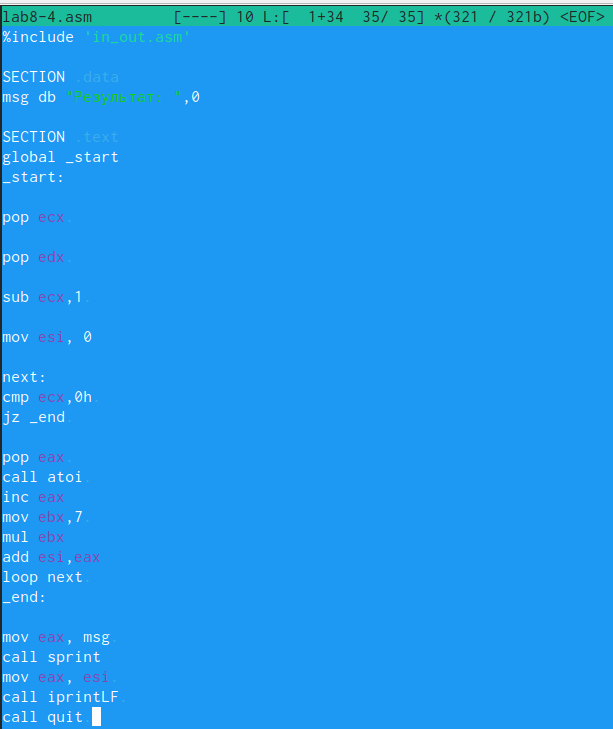 lab8-4.asm [----] 10 L:[ 1+34 35/ 35] *(321 / 321b) <EOF>
%include 'in_out.asm'
SECTION .data
msg db "Результат: ",0
SECTION .text
global _start
_start:
pop ecx
pop edx
sub ecx,1
mov esi, 0
next:
cmp ecx,0h
jz _end
pop eax
call atoi
inc eax
mov ebx,7
mul ebx
add esi,eax
loop next
_end:
mov eax, msg
call sprint
mov eax, esi
call iprintLF
call quit